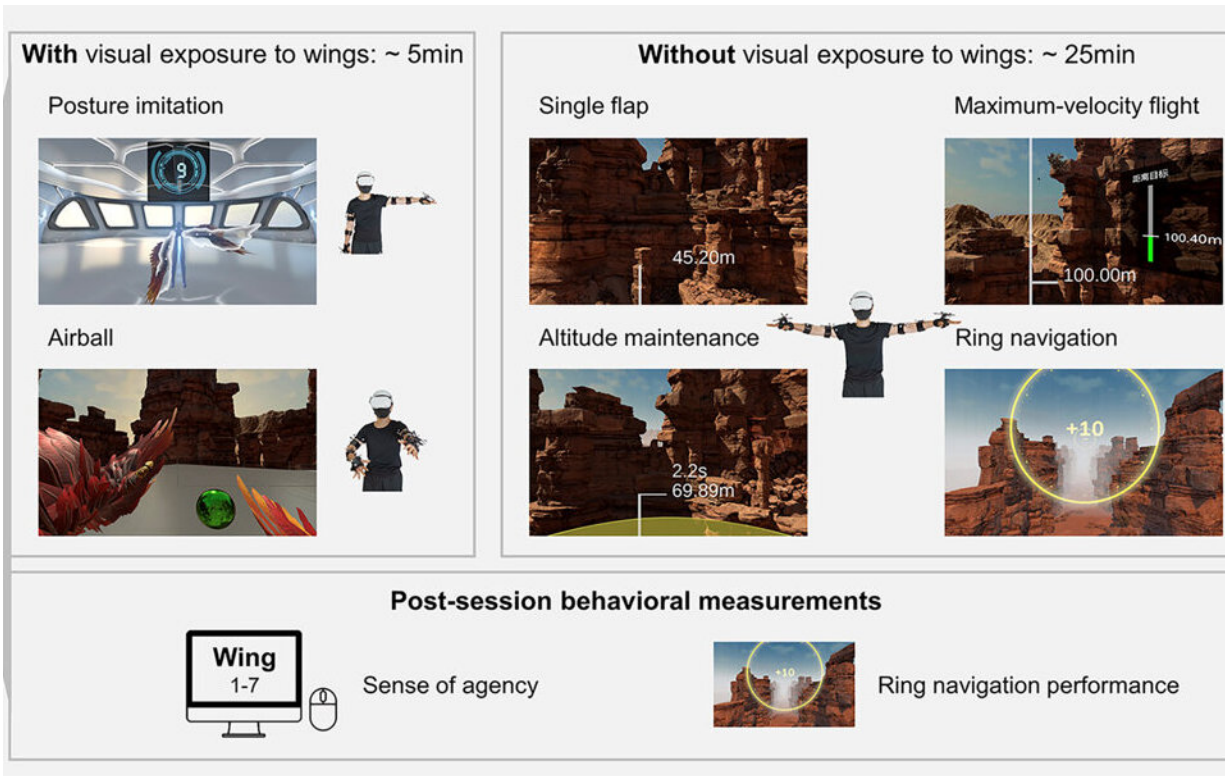 With visual exposure to wings: ~ 5min
Posture imitation
9
Airball
Without visual exposure to wings: ~ 25min
Single flap
45.20m
Maximum-velocity flight
距离目标
100.40m
100.00m
Altitude maintenance
2.2s
69.89m
Ring navigation
+10
Post-session behavioral measurements
Wing
1-7
Sense of agency
+10
Ring navigation performance